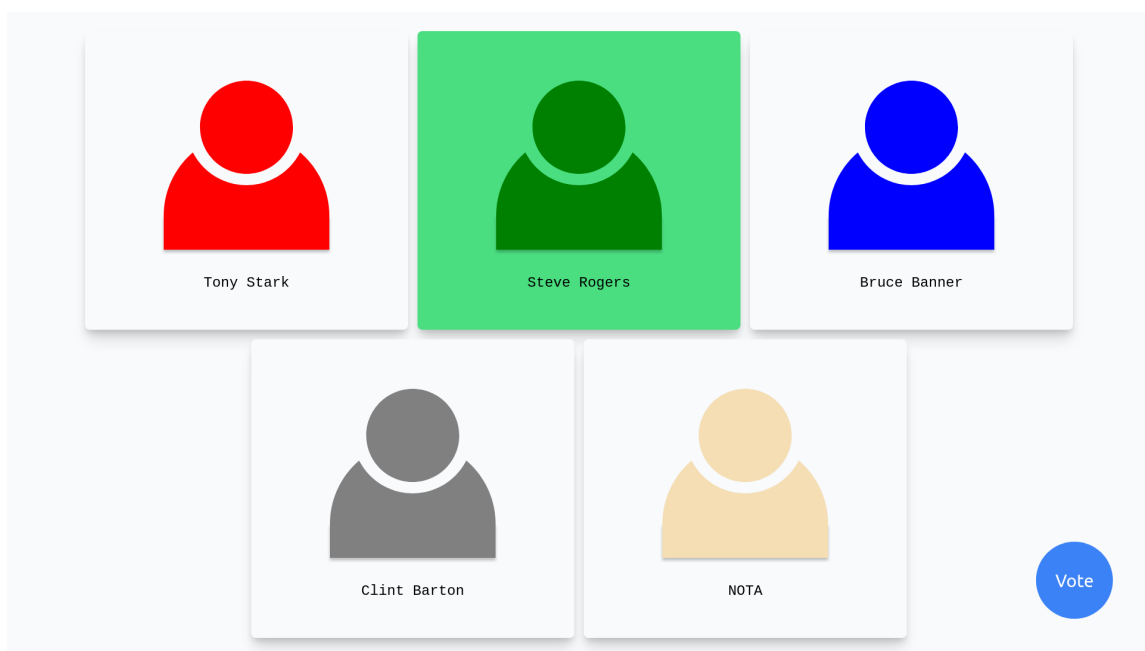 Tony Stark
Steve Rogers
Bruce Banner
Clint Barton
NOTA
Vote